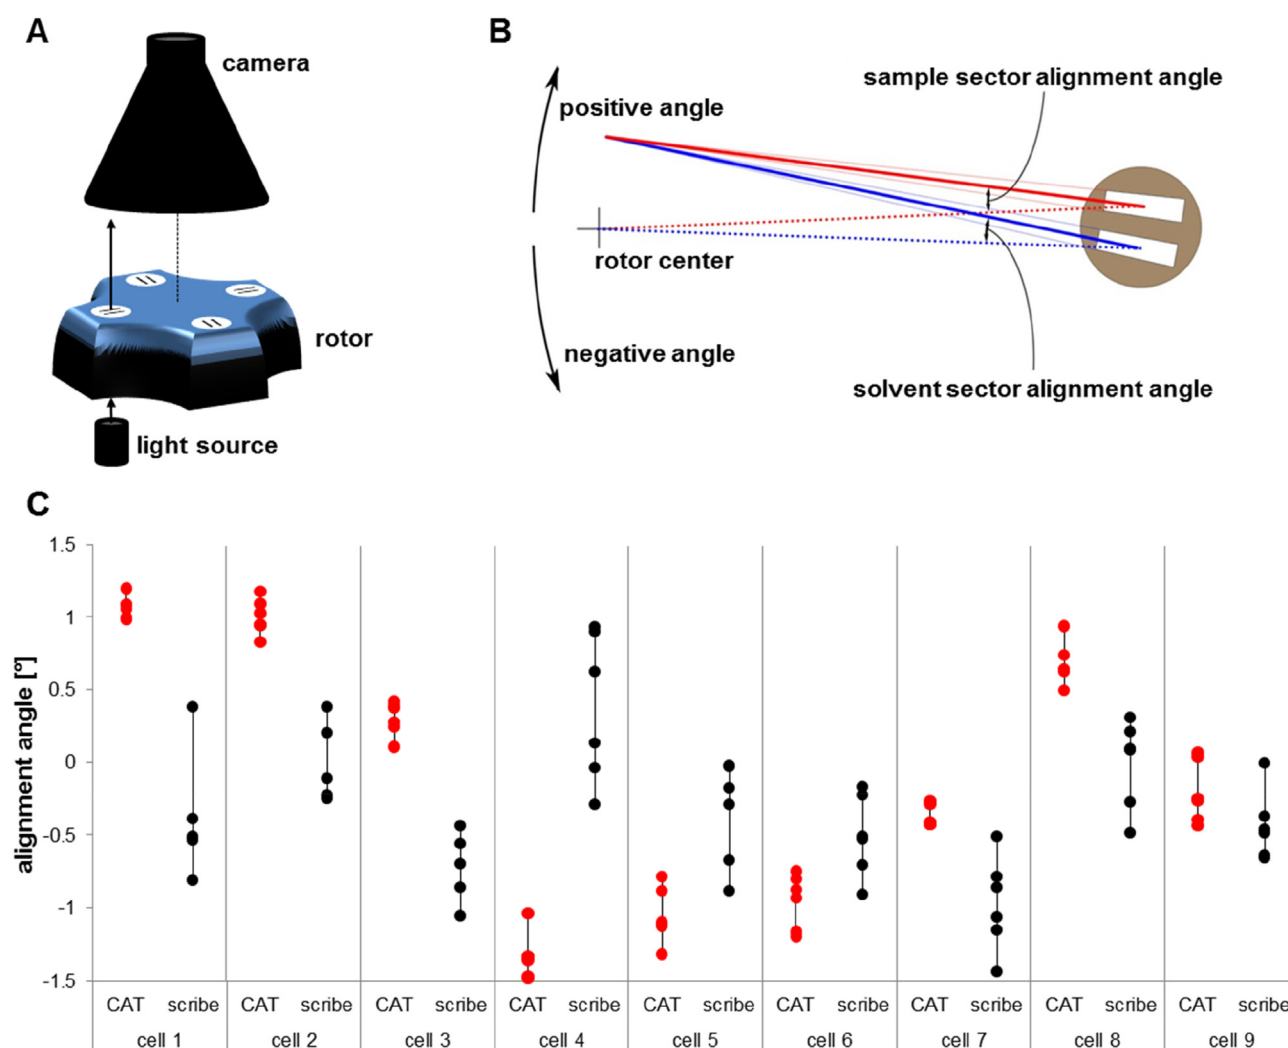 A
camera
rotor
light source
B
sample sector alignment angle
positive angle
rotor center
negative angle
solvent sector alignment angle
C
alignment angle [°]
1.5
1
0.5
0
-0.5
-1
-1.5
CAT scribe CAT scribe CAT scribe CAT scribe CAT scribe CAT scribe CAT scribe CAT scribe CAT scribe
cell 1 cell 2 cell 3 cell 4 cell 5 cell 6 cell 7 cell 8 cell 9